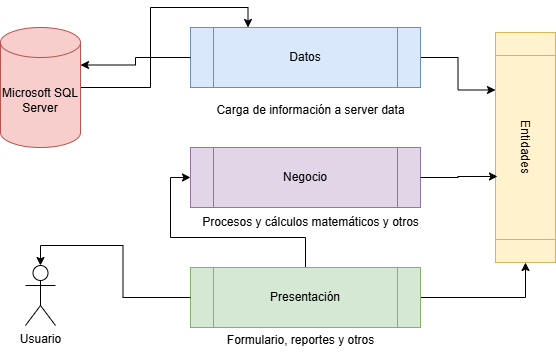 Datos
Microsoft SQL
Server
Carga de información a server data
Entidades
Negocio
Procesos y cálculos matemáticos y otros
Presentación
Usuario
Formulario, reportes y otros